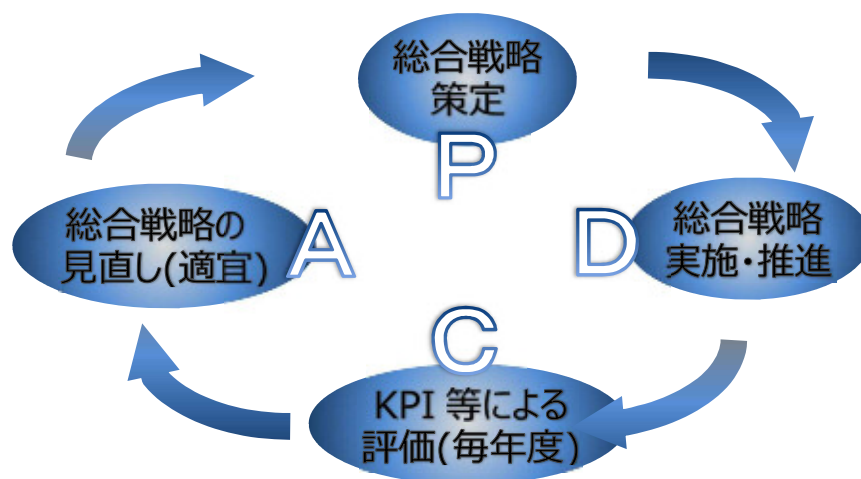 総合戦略
策定
P
総合戦略
実施・推進
D
C
KPI 等による
評価(毎年度)
総合戦略の
見直し(適宜)
A